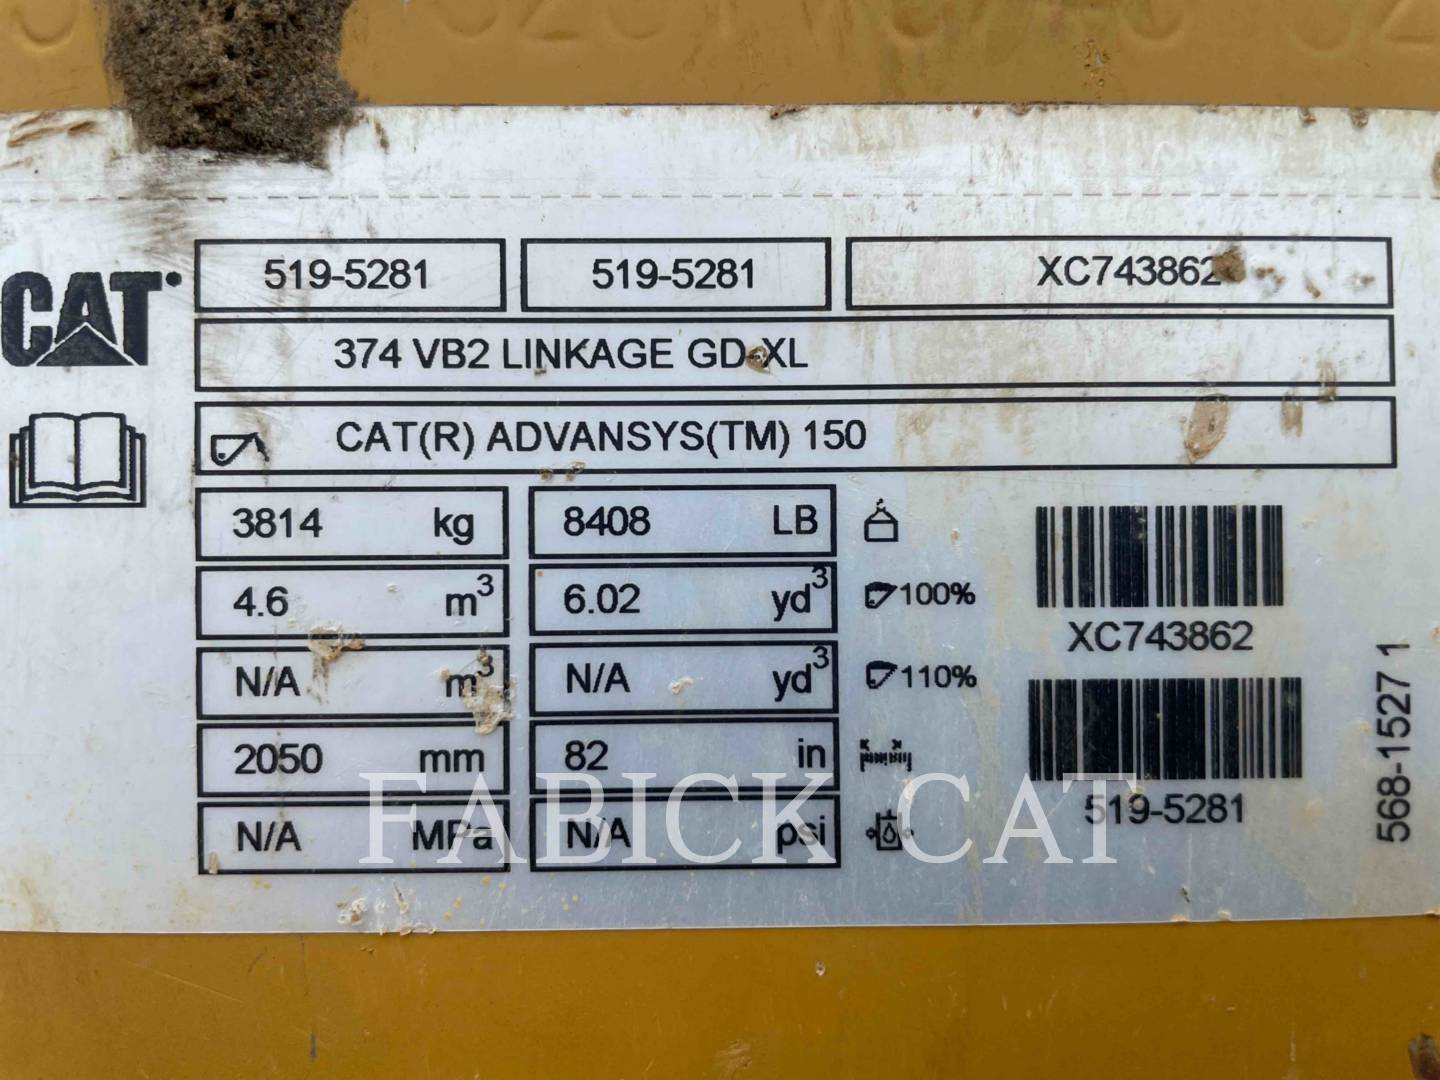 CAT
519-5281 519-5281 XC743862
374 VB2 LINKAGE GD-XL
CAT(R) ADVANSYS(TM) 150
3814 kg 8408 LB
4.6 m³ 6.02 yd³ 100%
N/A m³ N/A yd³ 110%
2050 mm 82 in
N/A MPa N/A psi
XC743862
519-5281
568-1527 1
FABICK CAT